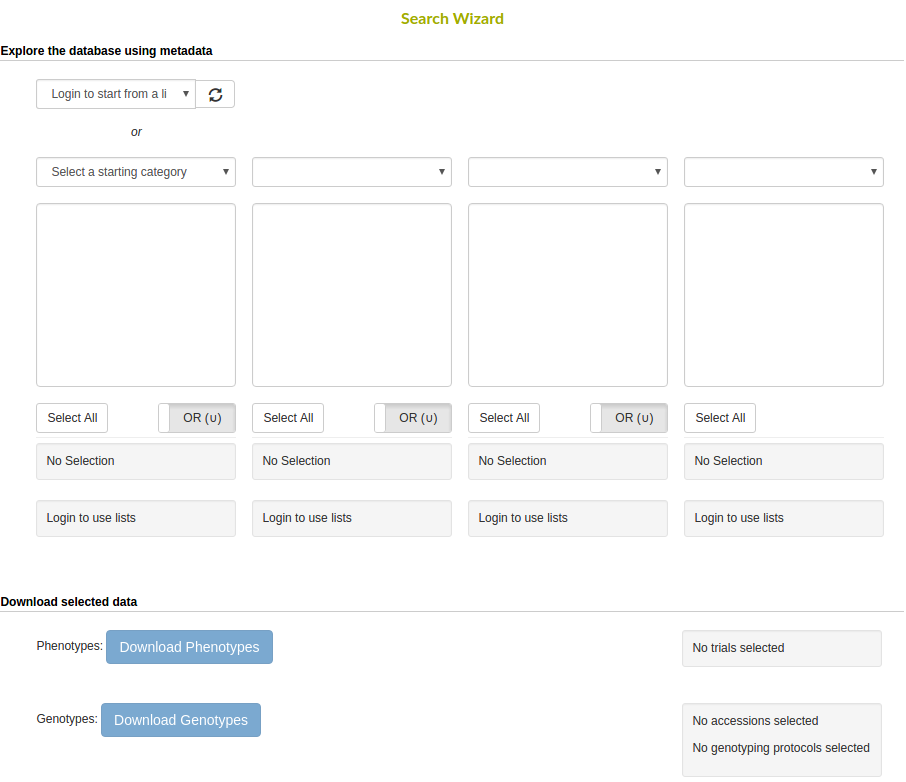 Search Wizard
Explore the database using metadata
Login to start from a li
or
Select a starting category
Select All OR (∪) Select All OR (∪) Select All OR (∪) Select All
No Selection No Selection No Selection No Selection
Login to use lists Login to use lists Login to use lists Login to use lists
Download selected data
Phenotypes: Download Phenotypes No trials selected
Genotypes: Download Genotypes No accessions selected
No genotyping protocols selected